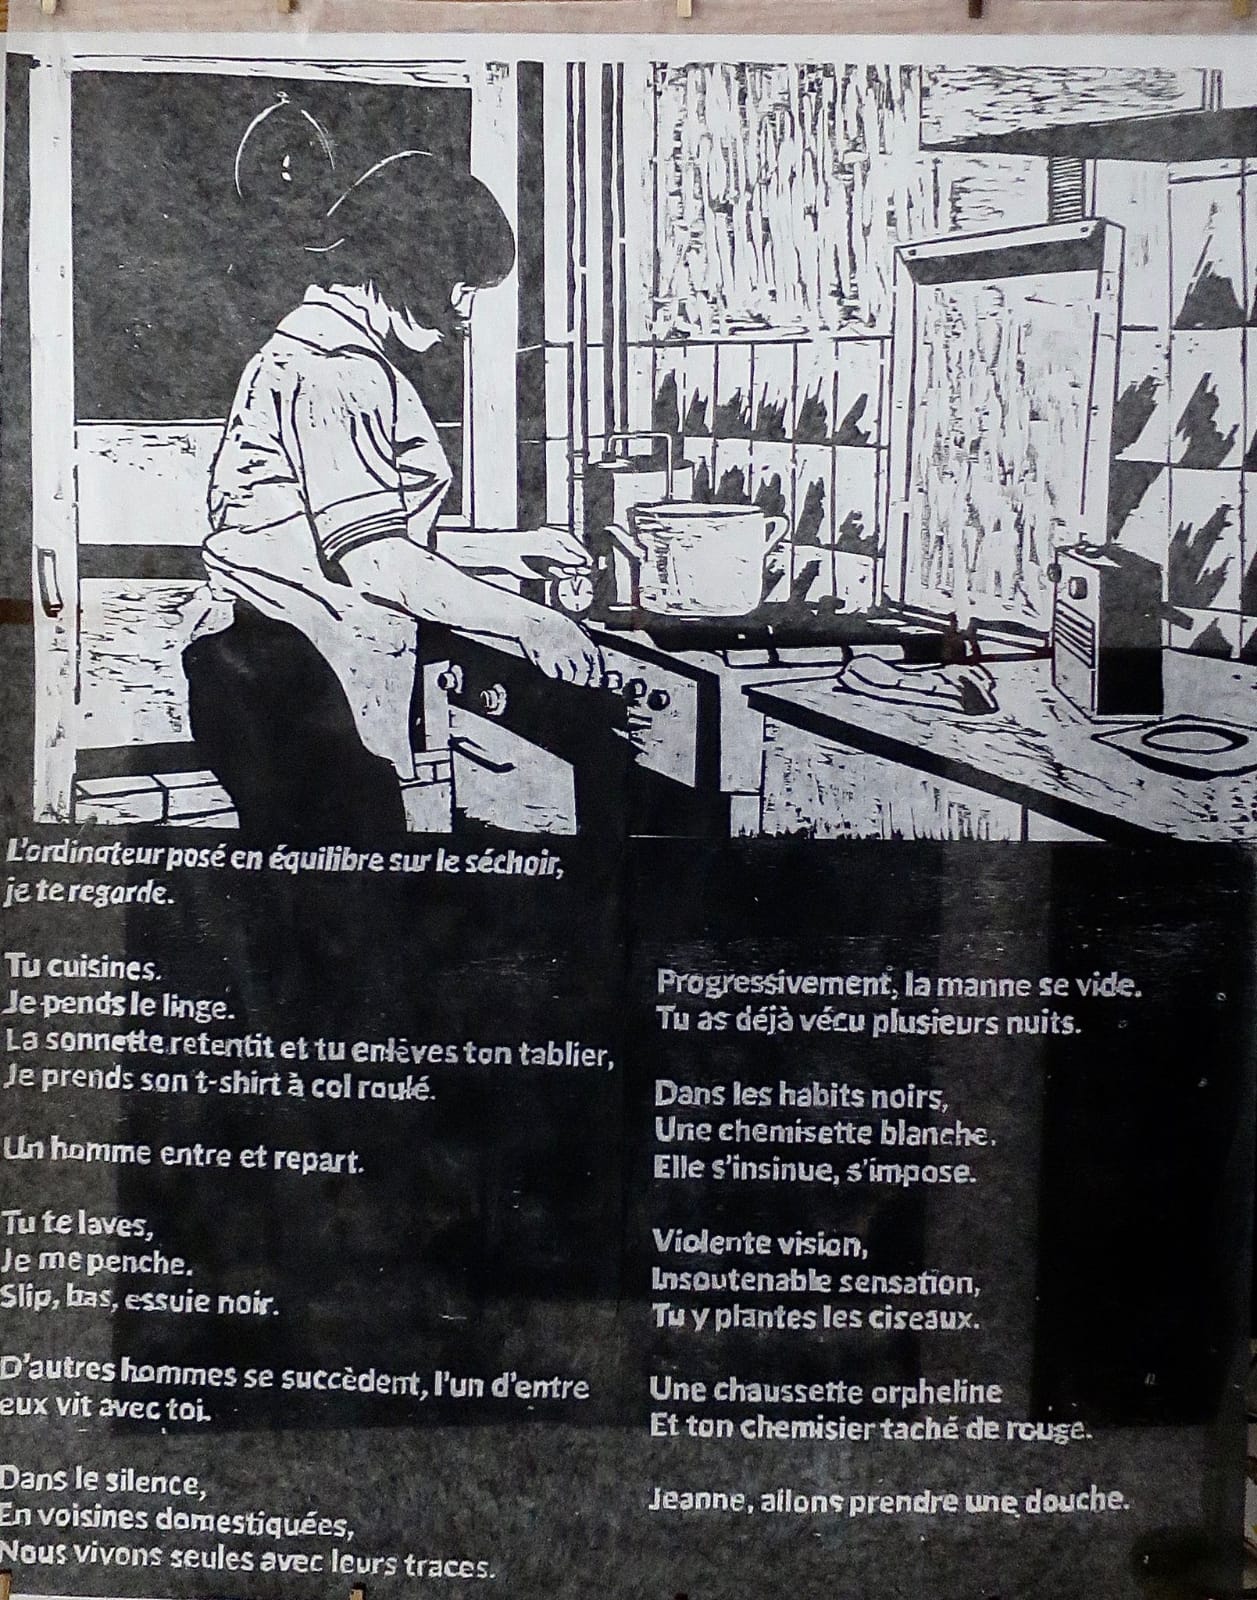 L'ordinateur posé en équilibre sur le séchoir,
je te regarde.
Tu cuisines.
Je pends le linge.
La sonnette retentit et tu enlèves ton tablier,
Je prends son t-shirt à col roulé.
Un homme entre et repart.
Tu te laves,
Je me penche.
Slip, bas, essuie noir.
D'autres hommes se succèdent, l'un d'entre
eux vit avec toi.
Dans le silence,
En voisines domestiquées,
Nous vivons seules avec leurs traces.
Progressivement, la manne se vide.
Tu as déjà vécu plusieurs nuits.
Dans les habits noirs,
Une chemisette blanche.
Elle s'insinue, s'impose.
Violente vision,
Insoutenable sensation,
Tu y plantes les ciseaux.
Une chaussette orpheline
Et ton chemisier taché de rouge.
Jeanne, allons prendre une douche.